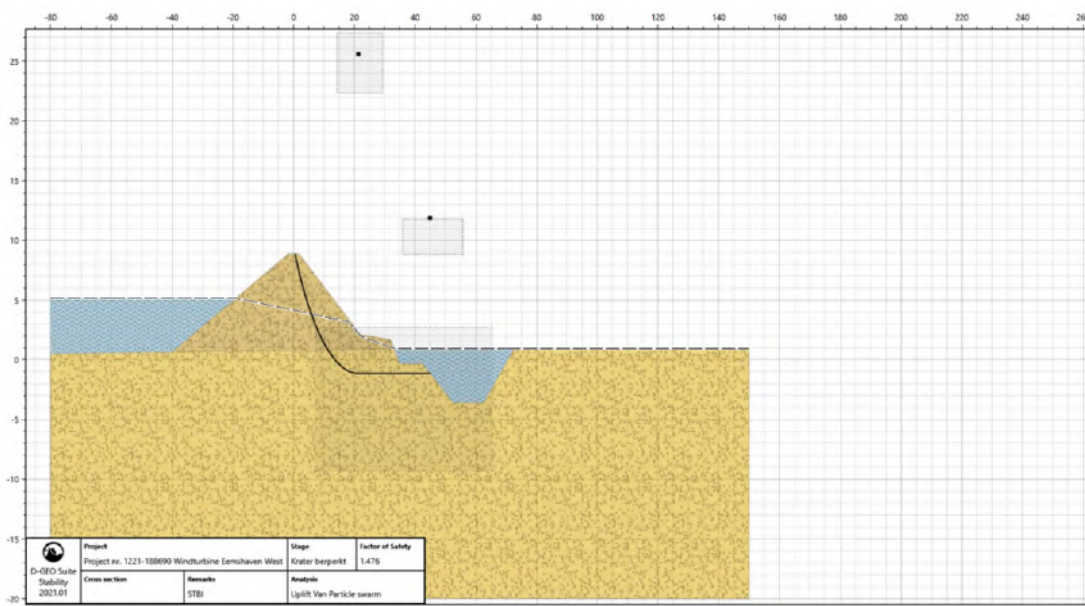 -80 -60 -40 -20 0 20 40 60 80 100 120 140 160 180 200 220 240 260
25
20
15
10
5
0
-5
-10
-15
-20
D-GEO Suite
Stability
2021.01
Project
Project nr. 1221-188690 Windturbine Eemshaven West
Stage
Krater berperkt
Factor of Safety
1.476
Cross section
Remarks
STBI
Analysis
Uplift Van Particle swarm